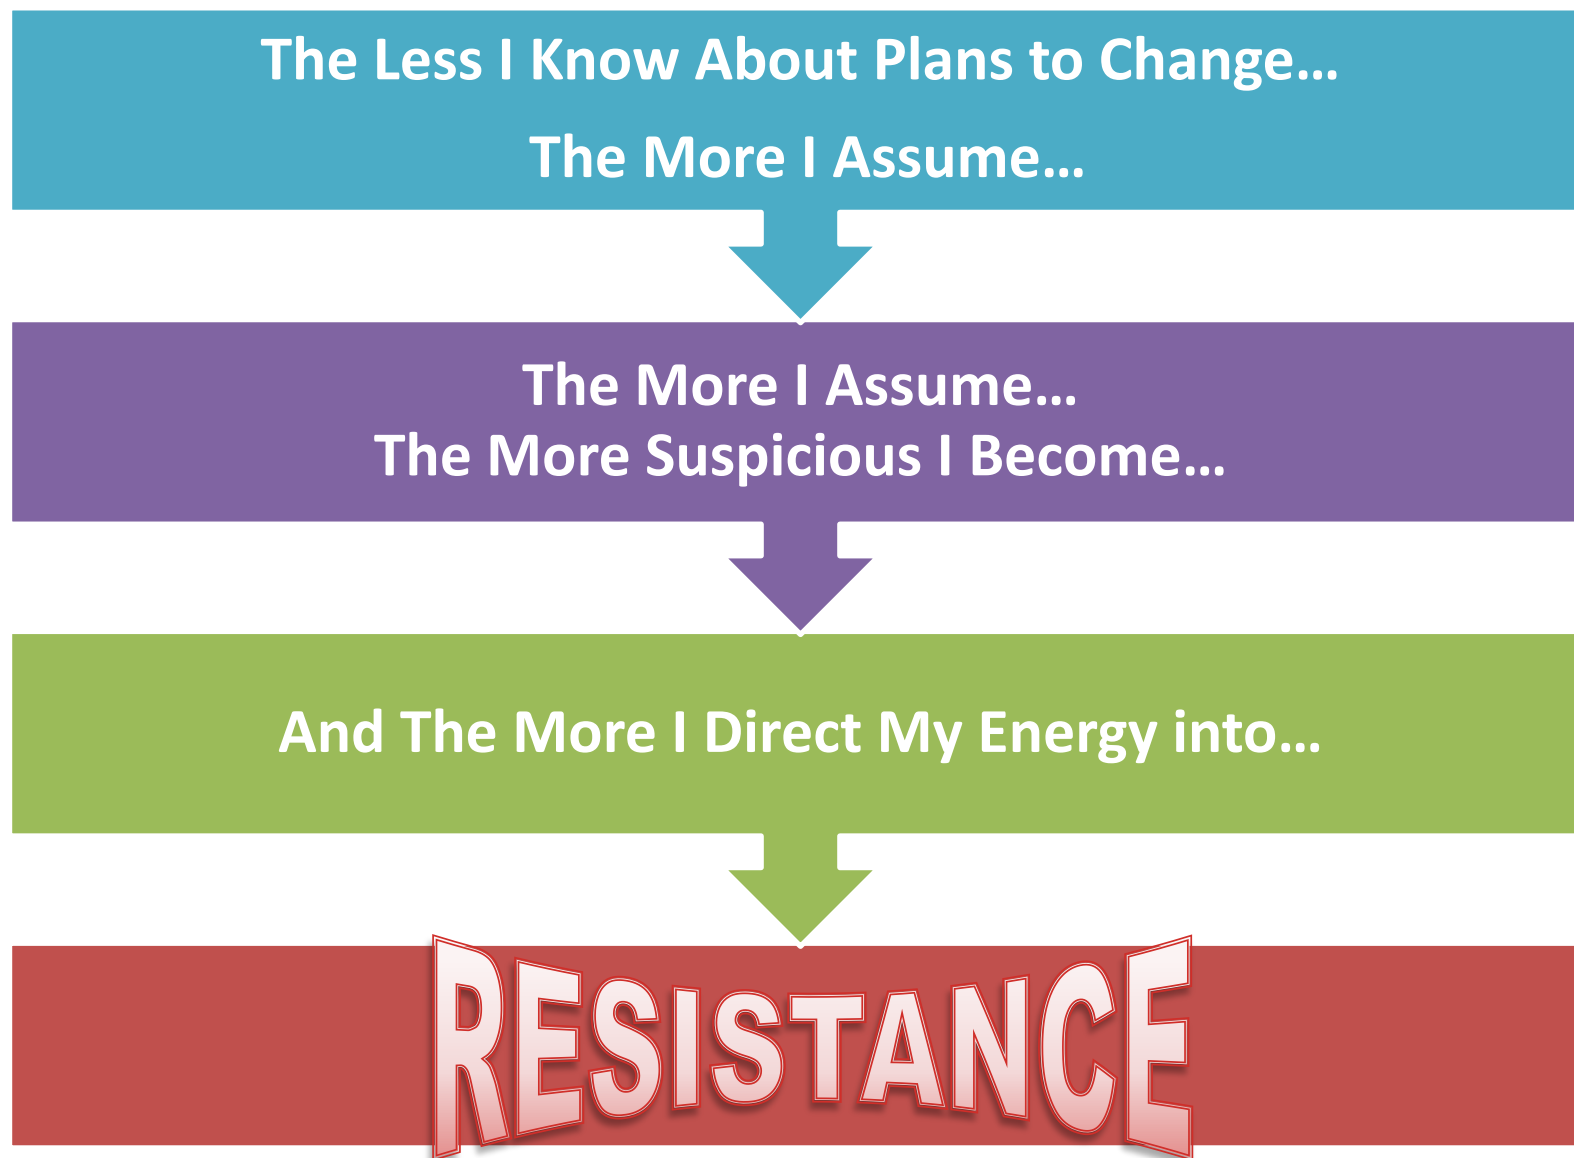 The Less I Know About Plans to Change…
The More I Assume…
The More I Assume…
The More Suspicious I Become…
And The More I Direct My Energy into…
RESISTANCE